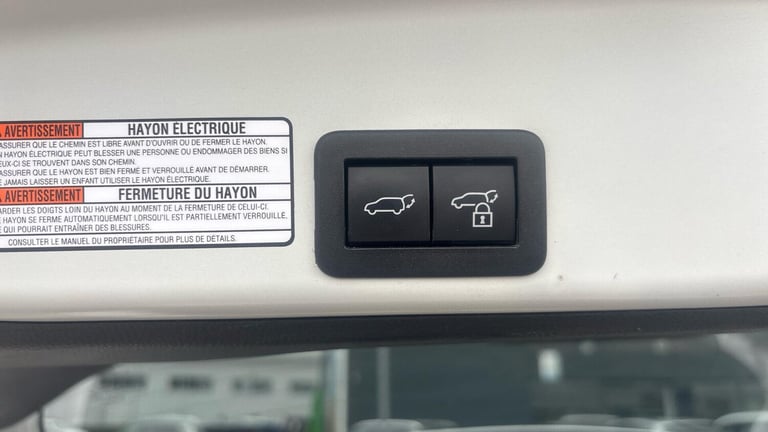 AVERTISSEMENT HAYON ÉLECTRIQUE
ASSURER QUE LE CHEMIN EST LIBRE AVANT D'OUVRIR OU DE FERMER LE HAYON.
HAYON ÉLECTRIQUE PEUT BLESSER UNE PERSONNE OU ENDOMMAGER DES BIENS SI
CEUX-CI SE TROUVENT DANS SON CHEMIN.
ASSURER QUE LE HAYON EST BIEN FERMÉ ET VERROUILLÉ AVANT DE DÉMARRER.
JAMAIS LAISSER UN ENFANT UTILISER LE HAYON ÉLECTRIQUE.
AVERTISSEMENT FERMETURE DU HAYON
GARDER LES DOIGTS LOIN DU HAYON AU MOMENT DE LA FERMETURE DE CELUI-CI.
HAYON SE FERME AUTOMATIQUEMENT LORSQU'IL EST PARTIELLEMENT VERROUILLÉ,
QUI POURRAIT ENTRAÎNER DES BLESSURES.
CONSULTER LE MANUEL DU PROPRIETAIRE POUR PLUS DE DÉTAILS.